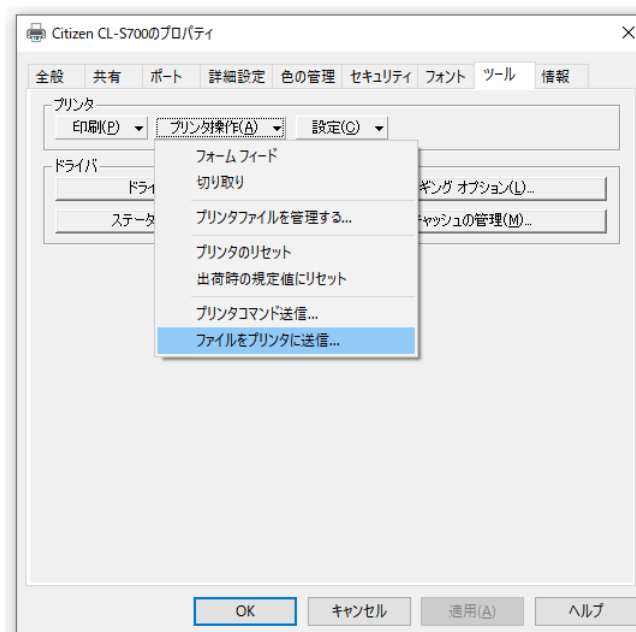 Citizen CL-S700のプロパティ
全般 共有 ポート 詳細設定 色の管理 セキュリティ フォント ツール 情報
プリンタ
印刷(P) プリンタ操作(A) 設定(C)
フォーム フィード
切り取り
プリンタファイルを管理する...
プリンタのリセット
出荷時の規定値にリセット
プリンタコマンド送信...
ファイルをプリンタに送信...
ドライバ
ドライ ギング オプション(L)...
ステータ ャッシュの管理(M)...
OK キャンセル 適用(A) ヘルプ